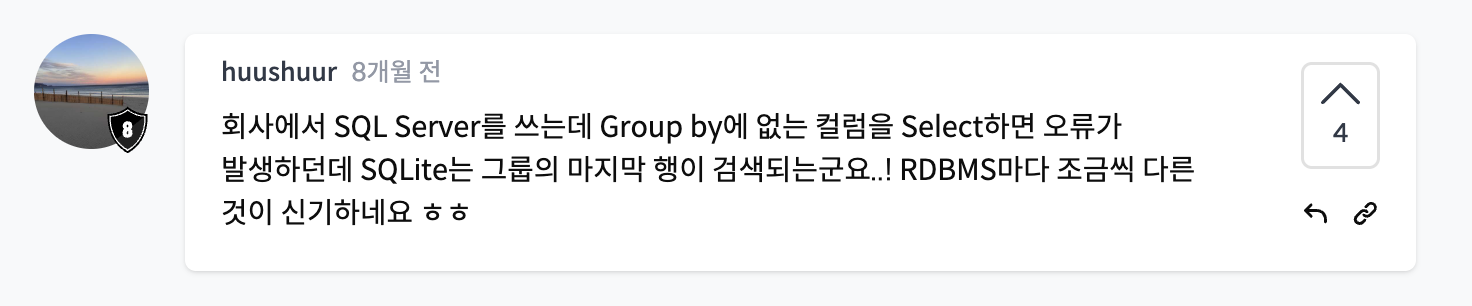 huushuur 8개월 전
8
회사에서 SQL Server를 쓰는데 Group by에 없는 컬럼을 Select하면 오류가
발생하던데 SQLite는 그룹의 마지막 행이 검색되는군요..! RDBMS마다 조금씩 다른
것이 신기하네요 ㅎㅎ
4